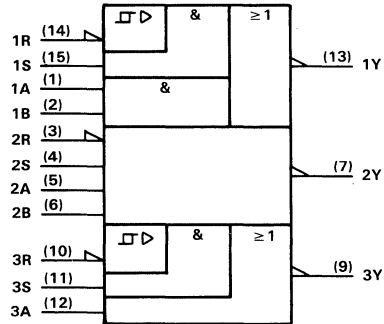 & ≥1
1R (14)
1S (15) (13) 1Y
1A (1) &
1B (2)
2R (3)
2S (4) (7) 2Y
2A (5)
2B (6)
& ≥1
3R (10) (9) 3Y
3S (11)
3A (12)